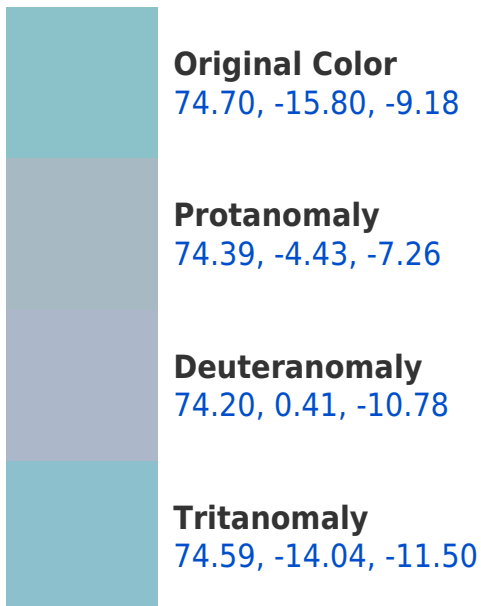 Original Color
74.70, -15.80, -9.18
Protanomaly
74.39, -4.43, -7.26
Deuteranomaly
74.20, 0.41, -10.78
Tritanomaly
74.59, -14.04, -11.50